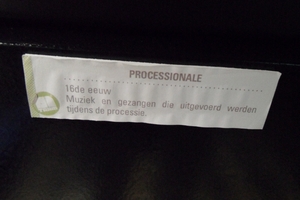 PROCESSIONALE
16de eeuw
Muziek en gezangen die uitgevoerd werden
tijdens de processie.